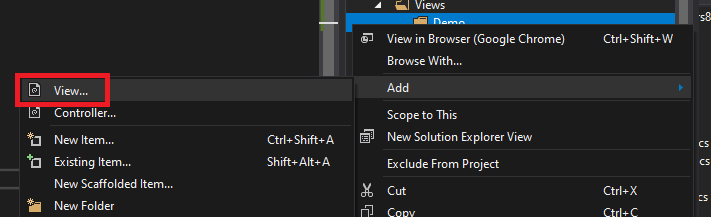 Views
Demo
View in Browser (Google Chrome) Ctrl+Shift+W
Browse With...
Add
Scope to This
New Solution Explorer View
Exclude From Project
Cut Ctrl+X
Copy Ctrl+C
View...
Controller...
New Item... Ctrl+Shift+A
Existing Item... Shift+Alt+A
New Scaffolded Item...
New Folder